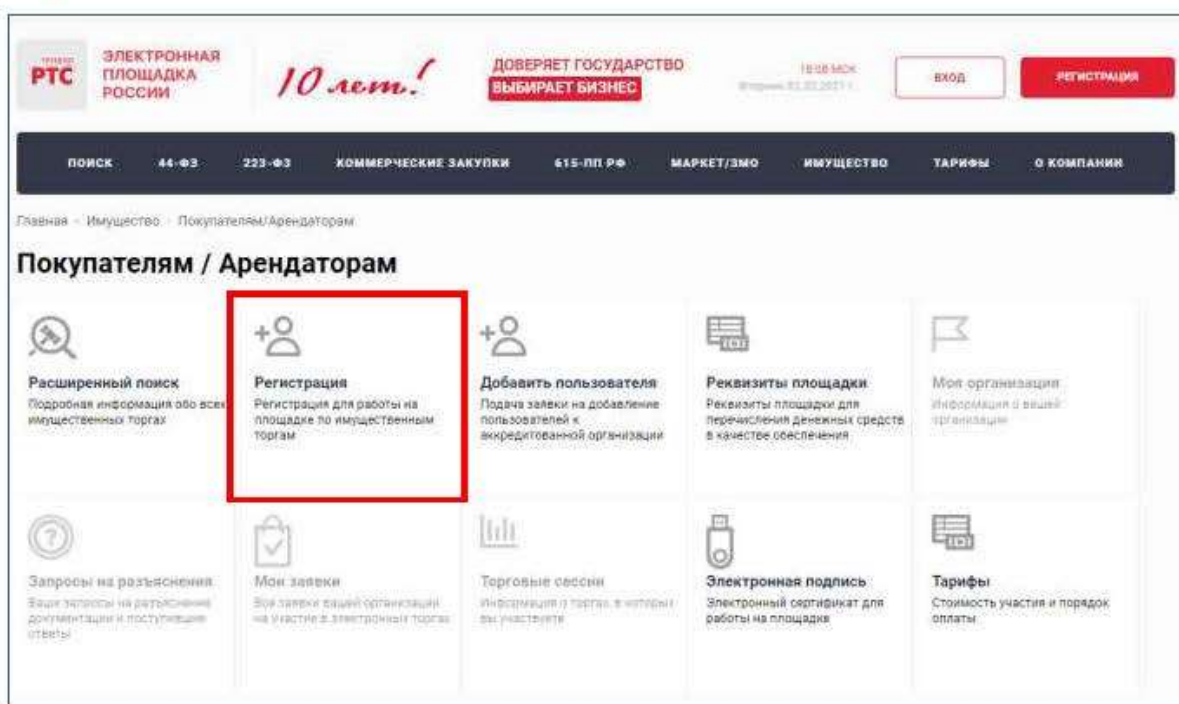 РТС
ЭЛЕКТРОННАЯ
ПЛОЩАДКА
РОССИИ
10 лет!
ДОВЕРЯЕТ ГОСУДАРСТВО
ВЫБИРАЕТ БИЗНЕС
ВХОД
РЕГИСТРАЦИЯ
ПОИСК 44-ФЗ 223-ФЗ КОММЕРЧЕСКИЕ ЗАКУПКИ 615-ПП РФ МАРКЕТ/ЗМО ИМУЩЕСТВО ТАРИФЫ О КОМПАНИИ
Главная - Имущество - Покупателям/Арендаторам
Покупателям / Арендаторам
Расширенный поиск
Подробная информация обо всех
имущественных торгах
Регистрация
Регистрация для работы на
площадке по имущественным
торгам
Добавить пользователя
Подача заявки на добавление
пользователей к
аккредитованной организации
Реквизиты площадки
Реквизиты площадки для
перечисления денежных средств
в качестве обеспечения
Моя организация
Информация о вашей
организации
Запросы на разъяснения
Ваши запросы на разъяснение
документации и поступившие
ответы
Мои заявки
Все заявки вашей организации
на участие в электронных торгах
Торговые сессии
Информация о торгах, в которых
вы участвуете
Электронная подпись
Электронный сертификат для
работы на площадке
Тарифы
Стоимость участия и порядок
оплаты